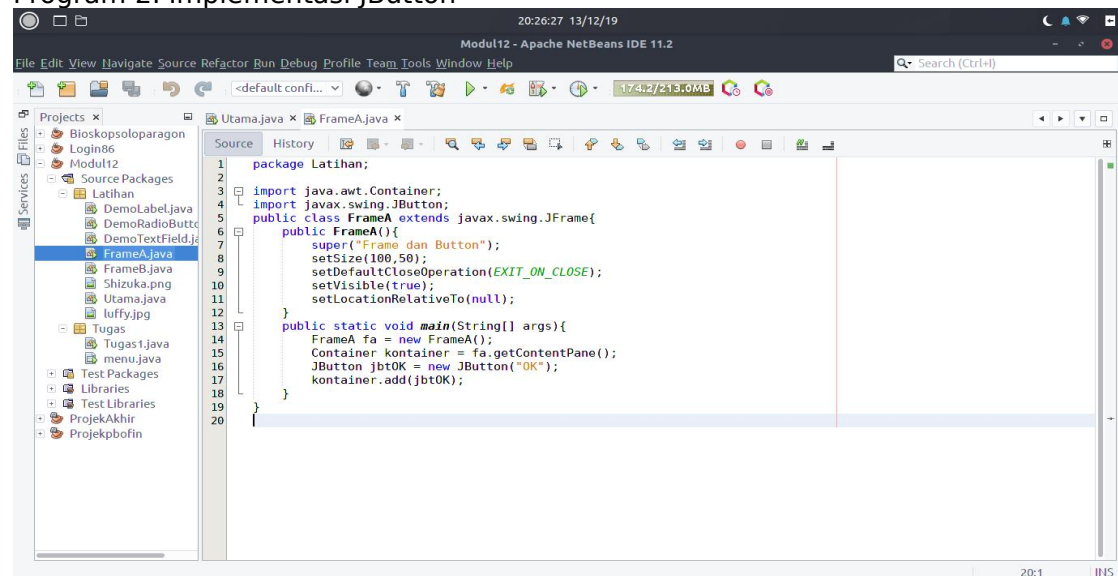 Program 2: Implementasi JButton
20:26:27 13/12/19
Modul12 - Apache NetBeans IDE 11.2
File Edit View Navigate Source Refactor Run Debug Profile Team Tools Window Help
Search (Ctrl+I)
<default confi...
174.2/213.0MB
Projects
Utama.java
FrameA.java
Files
Services
Bioskopsoloparagon
Login86
Modul12
Source Packages
Latihan
DemoLabel.java
DemoRadioButto
DemoTextField.ja
FrameA.java
FrameB.java
Shizuka.png
Utama.java
luffy.jpg
Tugas
Tugas1.java
menu.java
Test Packages
Libraries
Test Libraries
ProjekAkhir
Projekpbofin
Source History
1 package Latihan;
2
3 import java.awt.Container;
4 import javax.swing.JButton;
5 public class FrameA extends javax.swing.JFrame{
6 public FrameA(){
7 super("Frame dan Button");
8 setSize(100,50);
9 setDefaultCloseOperation(EXIT_ON_CLOSE);
10 setVisible(true);
11 setLocationRelativeTo(null);
12 }
13 public static void main(String[] args){
14 FrameA fa = new FrameA();
15 Container kontainer = fa.getContentPane();
16 JButton jbtOK = new JButton("OK");
17 kontainer.add(jbtOK);
18 }
19 }
20
20:1 INS